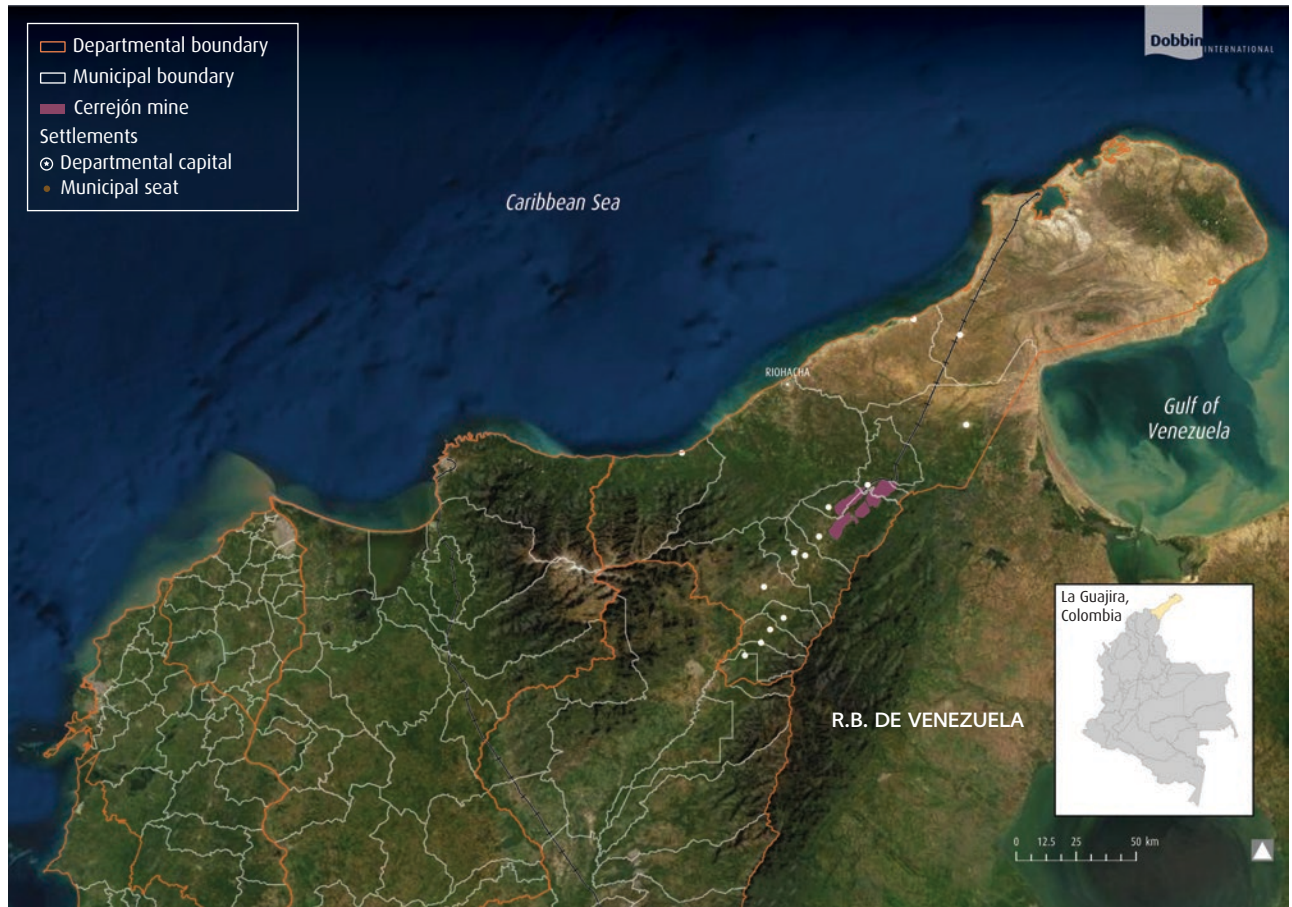 Departmental boundary
Municipal boundary
Cerrejón mine
Settlements
Departmental capital
Municipal seat
Dobbin INTERNATIONAL
Caribbean Sea
RIOHACHA
Gulf of
Venezuela
La Guajira,
Colombia
R.B. DE VENEZUELA
0 12.5 25 50 km